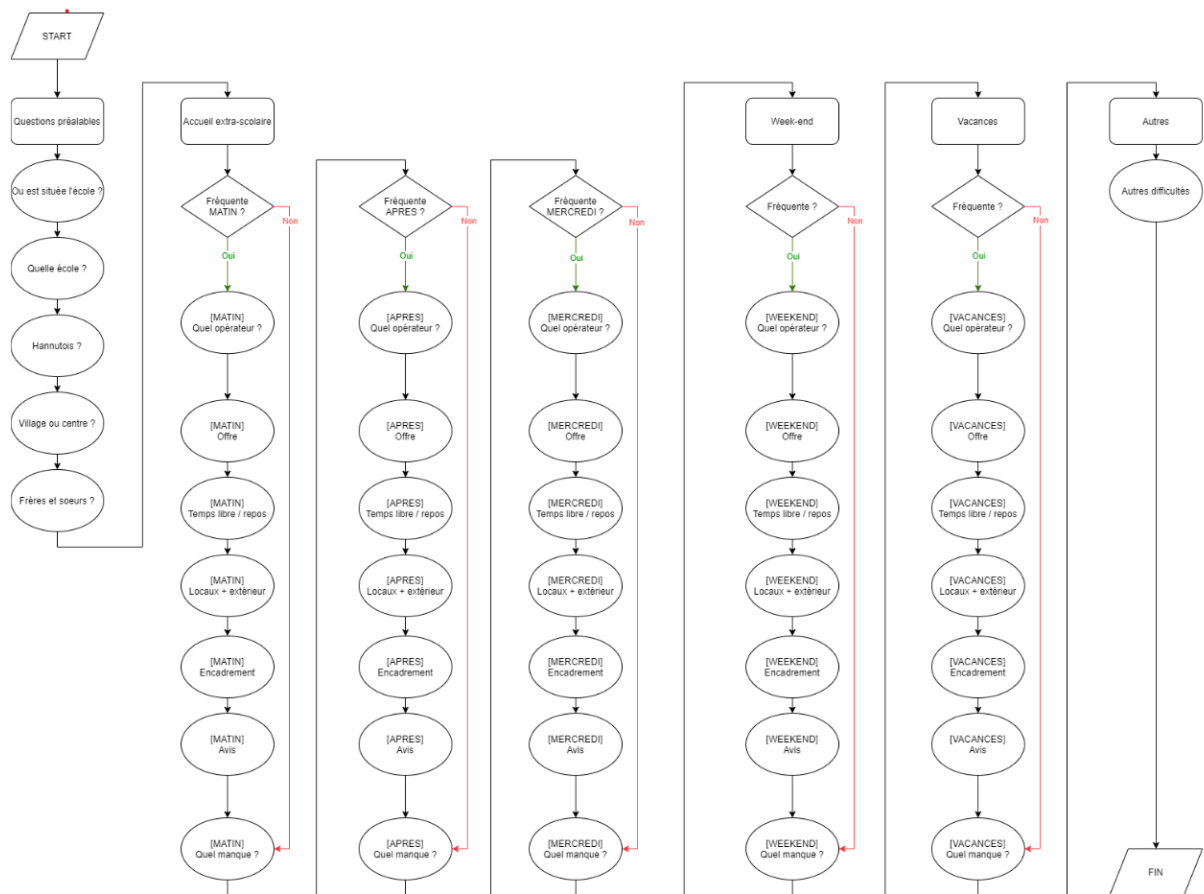 START
Questions préalables
Ou est située l'école ?
Quelle école ?
Hannutois ?
Village ou centre ?
Frères et soeurs ?
Accueil extra-scolaire
Fréquente
MATIN ?
Non
Oui
[MATIN]
Quel opérateur ?
[MATIN]
Offre
[MATIN]
Temps libre / repos
[MATIN]
Locaux + extérieur
[MATIN]
Encadrement
[MATIN]
Avis
[MATIN]
Quel manque ?
Fréquente
APRES ?
Non
Oui
[APRES]
Quel opérateur ?
[APRES]
Offre
[APRES]
Temps libre / repos
[APRES]
Locaux + extérieur
[APRES]
Encadrement
[APRES]
Avis
[APRES]
Quel manque ?
Fréquente
MERCREDI ?
Non
Oui
[MERCREDI]
Quel opérateur ?
[MERCREDI]
Offre
[MERCREDI]
Temps libre / repos
[MERCREDI]
Locaux + extérieur
[MERCREDI]
Encadrement
[MERCREDI]
Avis
[MERCREDI]
Quel manque ?
Week-end
Fréquente ?
Non
Oui
[WEEKEND]
Quel opérateur ?
[WEEKEND]
Offre
[WEEKEND]
Temps libre / repos
[WEEKEND]
Locaux + extérieur
[WEEKEND]
Encadrement
[WEEKEND]
Avis
[WEEKEND]
Quel manque ?
Vacances
Fréquente ?
Non
Oui
[VACANCES]
Quel opérateur ?
[VACANCES]
Offre
[VACANCES]
Temps libre / repos
[VACANCES]
Locaux + extérieur
[VACANCES]
Encadrement
[VACANCES]
Avis
[VACANCES]
Quel manque ?
Autres
Autres difficultés
FIN